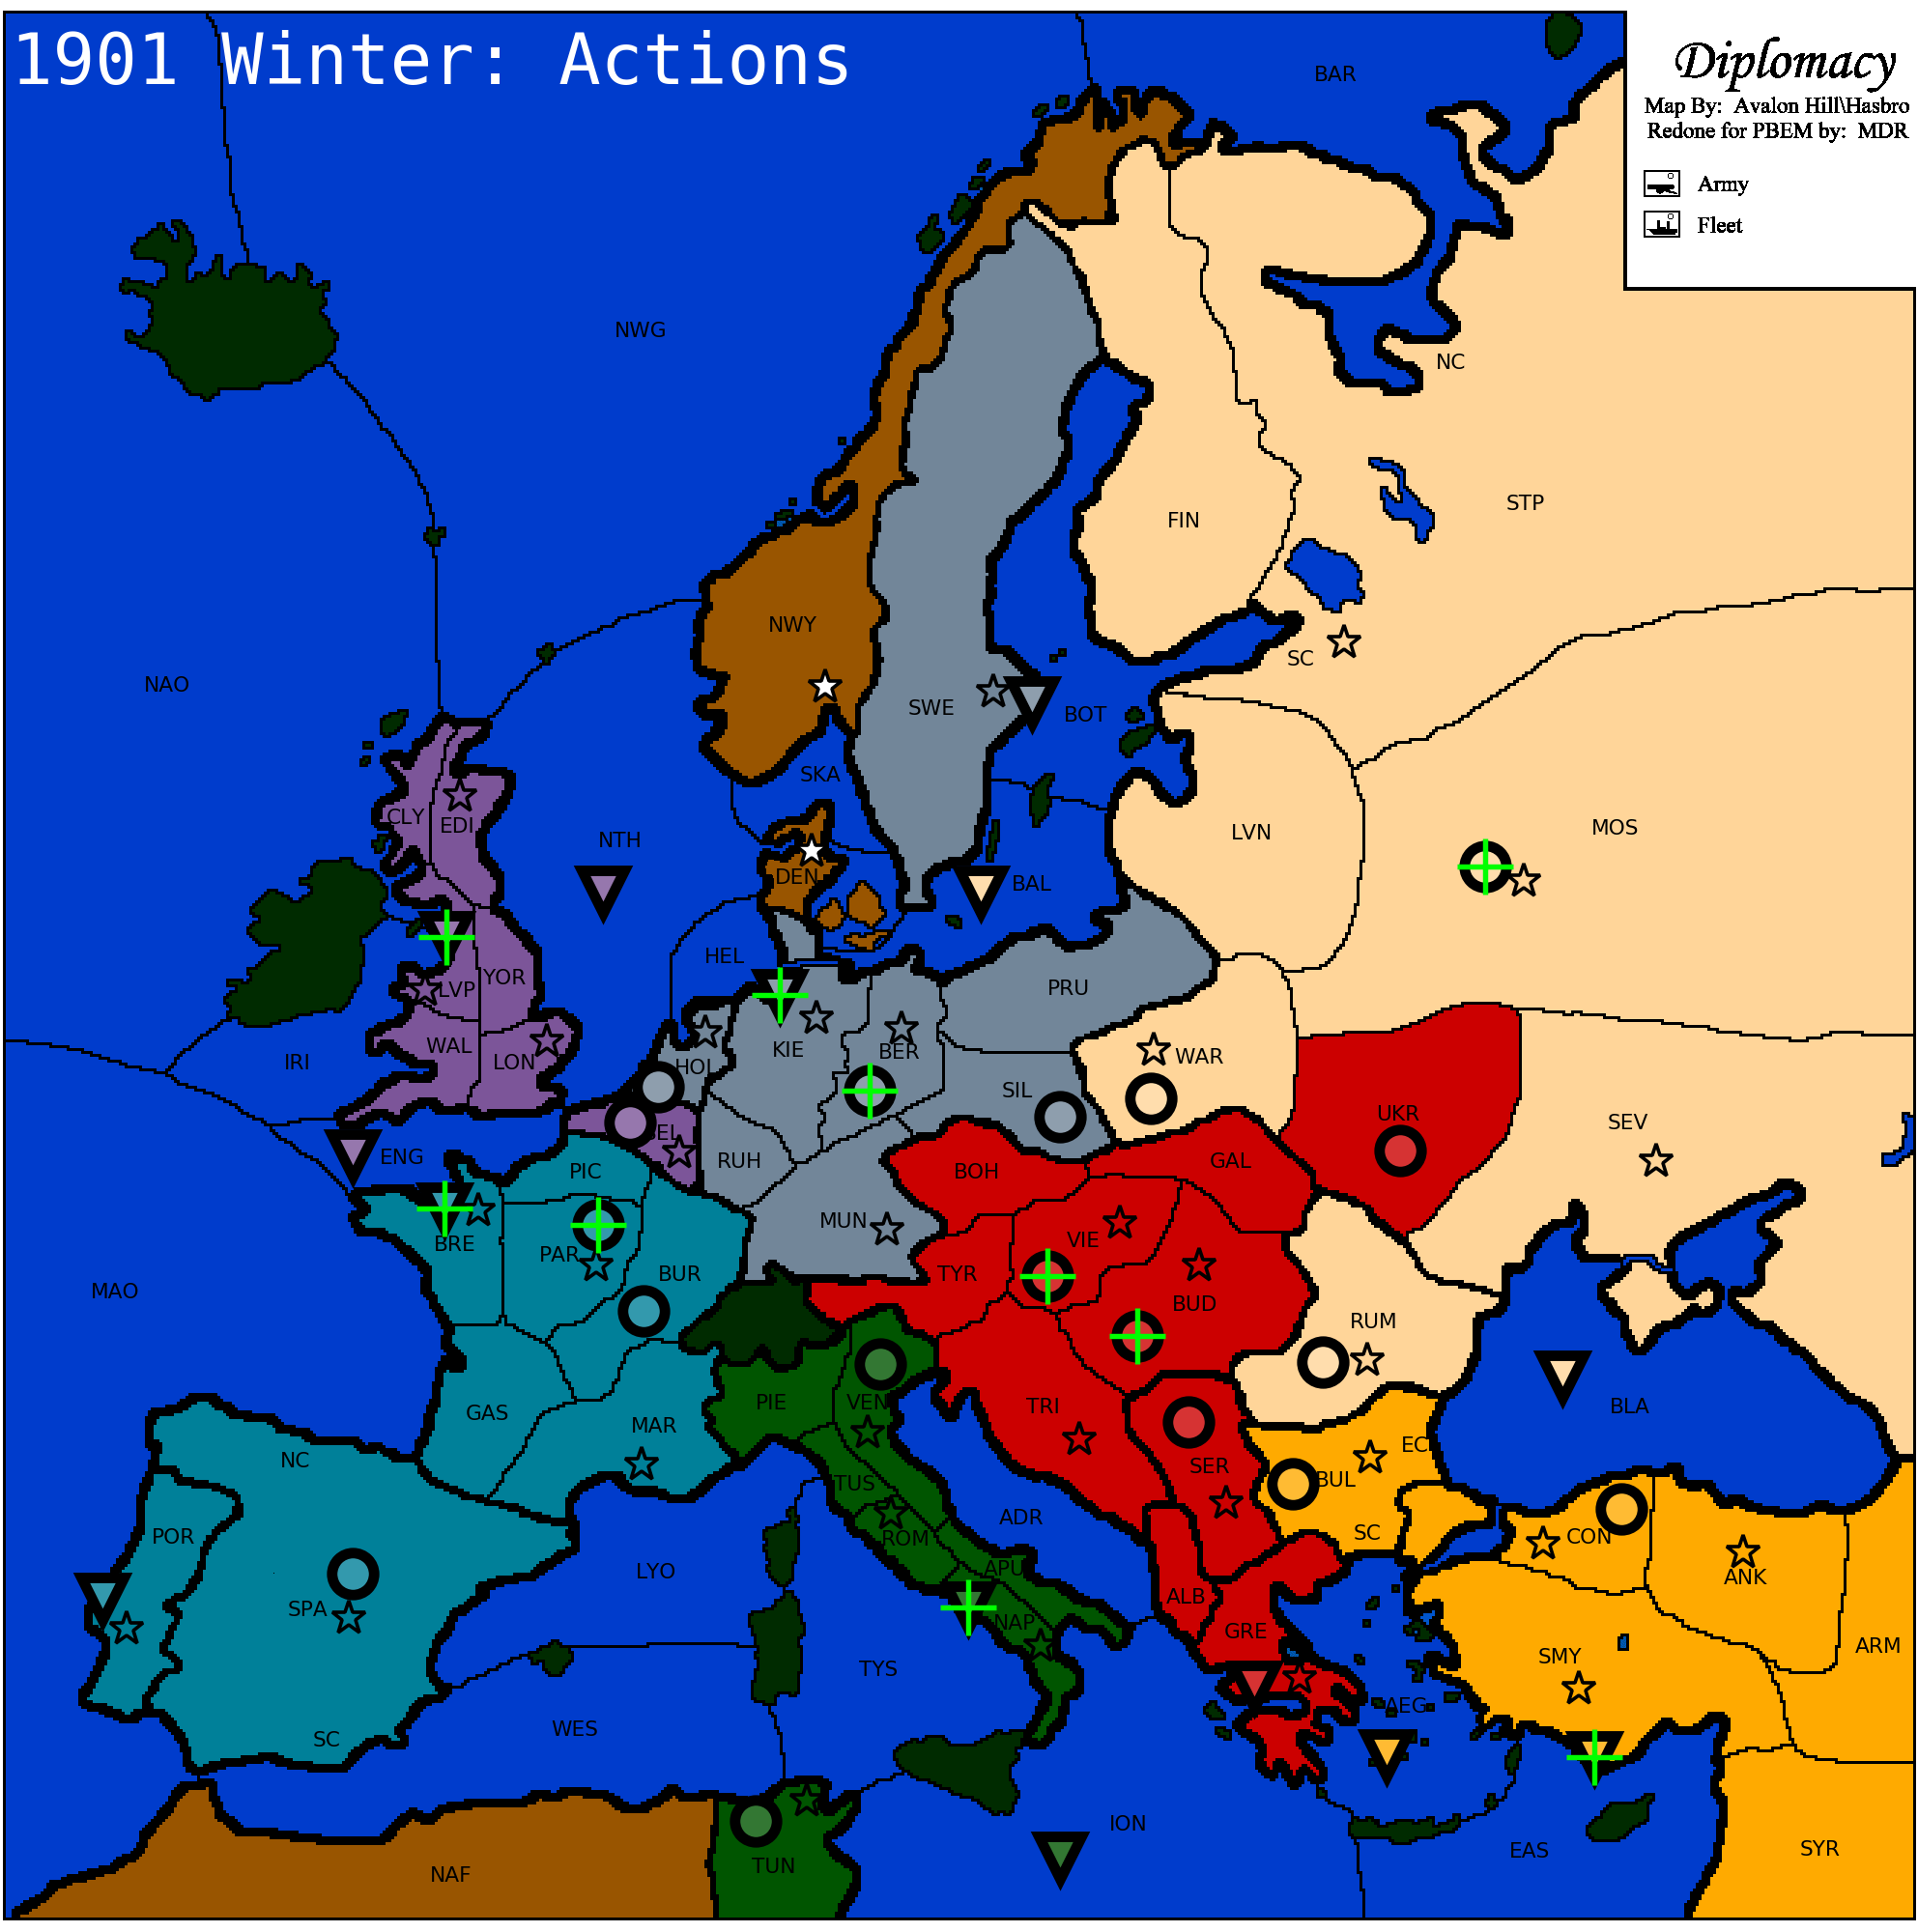 1901 Winter: Actions
Diplomacy
Map By: Avalon Hill\Hasbro
Redone for PBEM by: MDR
Army
Fleet
BAR
NWG
NC
STP
FIN
NWY
SC
NAO
SWE
BOT
SKA
CLY
EDI
NTH
LVN
MOS
DEN
BAL
HEL
YOR
LVP
PRU
WAL
LON
IRI
KIE
BER
HOL
WAR
SIL
UKR
SEV
ENG
BEL
PIC
RUH
BOH
GAL
MUN
VIE
BRE
PAR
BUR
TYR
MAO
BUD
RUM
PIE
VEN
TRI
BLA
GAS
MAR
NC
EC
SER
BUL
TUS
ADR
ROM
SC
CON
POR
LYO
APU
ANK
SPA
ALB
NAP
GRE
SMY
ARM
TYS
AEG
WES
SC
ION
EAS
SYR
TUN
NAF